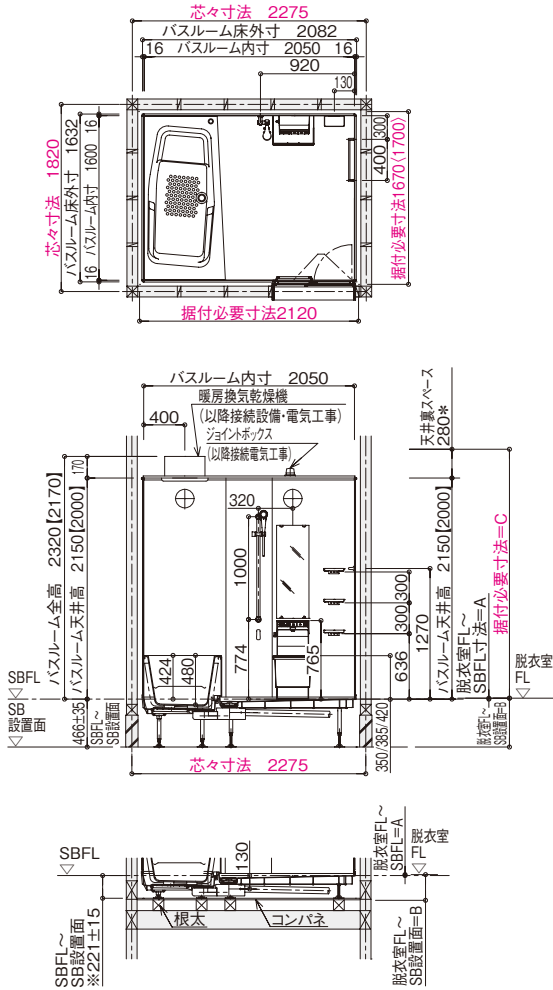 芯々寸法 2275
バスルーム床外寸 2082
16 バスルーム内寸 2050 16
920
130
芯々寸法 1820
バスルーム床外寸 1632
16 バスルーム内寸 1600 16
300
400
据付必要寸法1670〈1700〉
据付必要寸法2120
バスルーム内寸 2050
暖房換気乾燥機
(以降接続設備・電気工事)
ジョイントボックス
(以降接続電気工事)
400
天井裏スペース
280*
170
バスルーム全高 2320【2170】
バスルーム天井高 2150【2000】
320
1000
774
424
480
765
300
300
636
1270
バスルーム天井高 2150【2000】
脱衣室FL~
SBFL寸法=A
据付必要寸法=C
SBFL
SB
設置面
466±35
SBFL~
SB設置面
350/385/420
脱衣室
FL
脱衣室FL~
SB設置面=B
芯々寸法 2275
SBFL
130
脱衣室FL~
SBFL=A
脱衣室
FL
根太
コンパネ
SBFL~
SB設置面
※221±15
脱衣室FL~
SB設置面=B